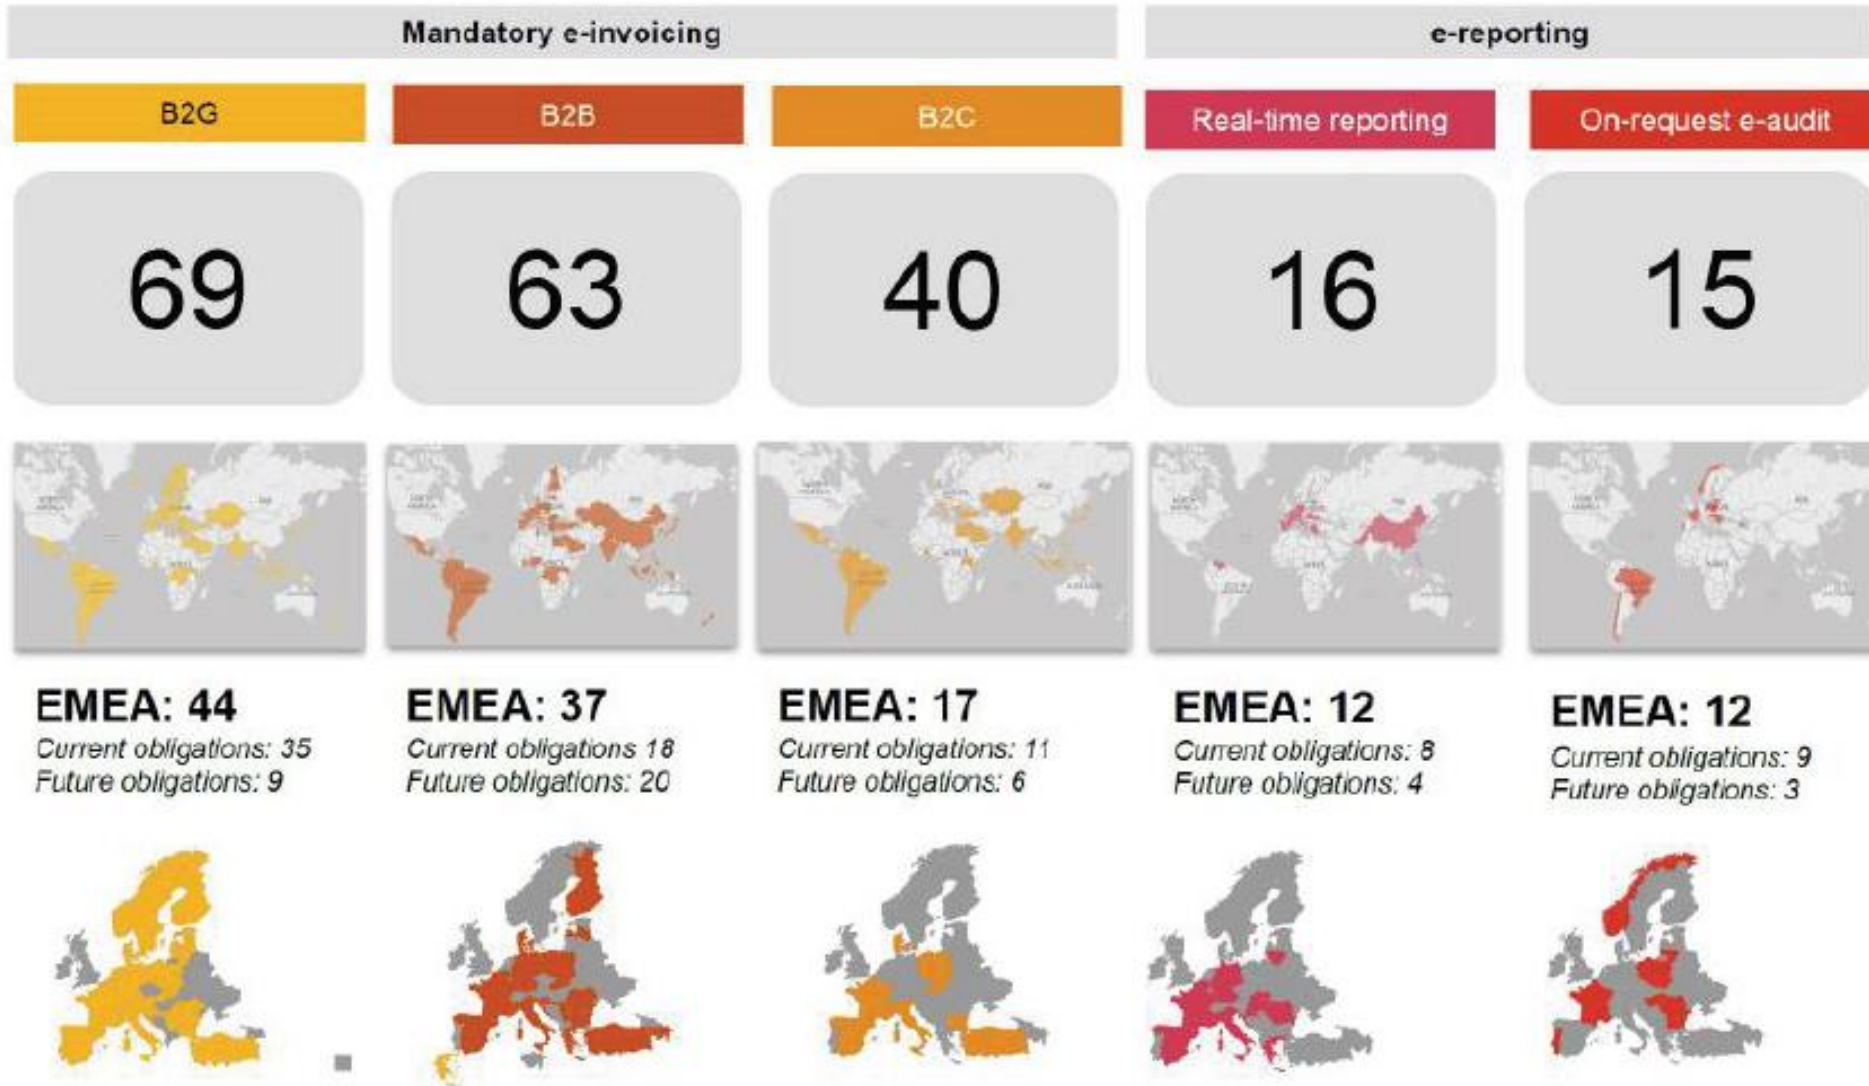 Mandatory e-invoicing
e-reporting
B2G
B2B
B2C
Real-time reporting
On-request e-audit
69
63
40
16
15
EMEA: 44
Current obligations: 35
Future obligations: 9
EMEA: 37
Current obligations 18
Future obligations: 20
EMEA: 17
Current obligations: 11
Future obligations: 6
EMEA: 12
Current obligations: 8
Future obligations: 4
EMEA: 12
Current obligations: 9
Future obligations: 3